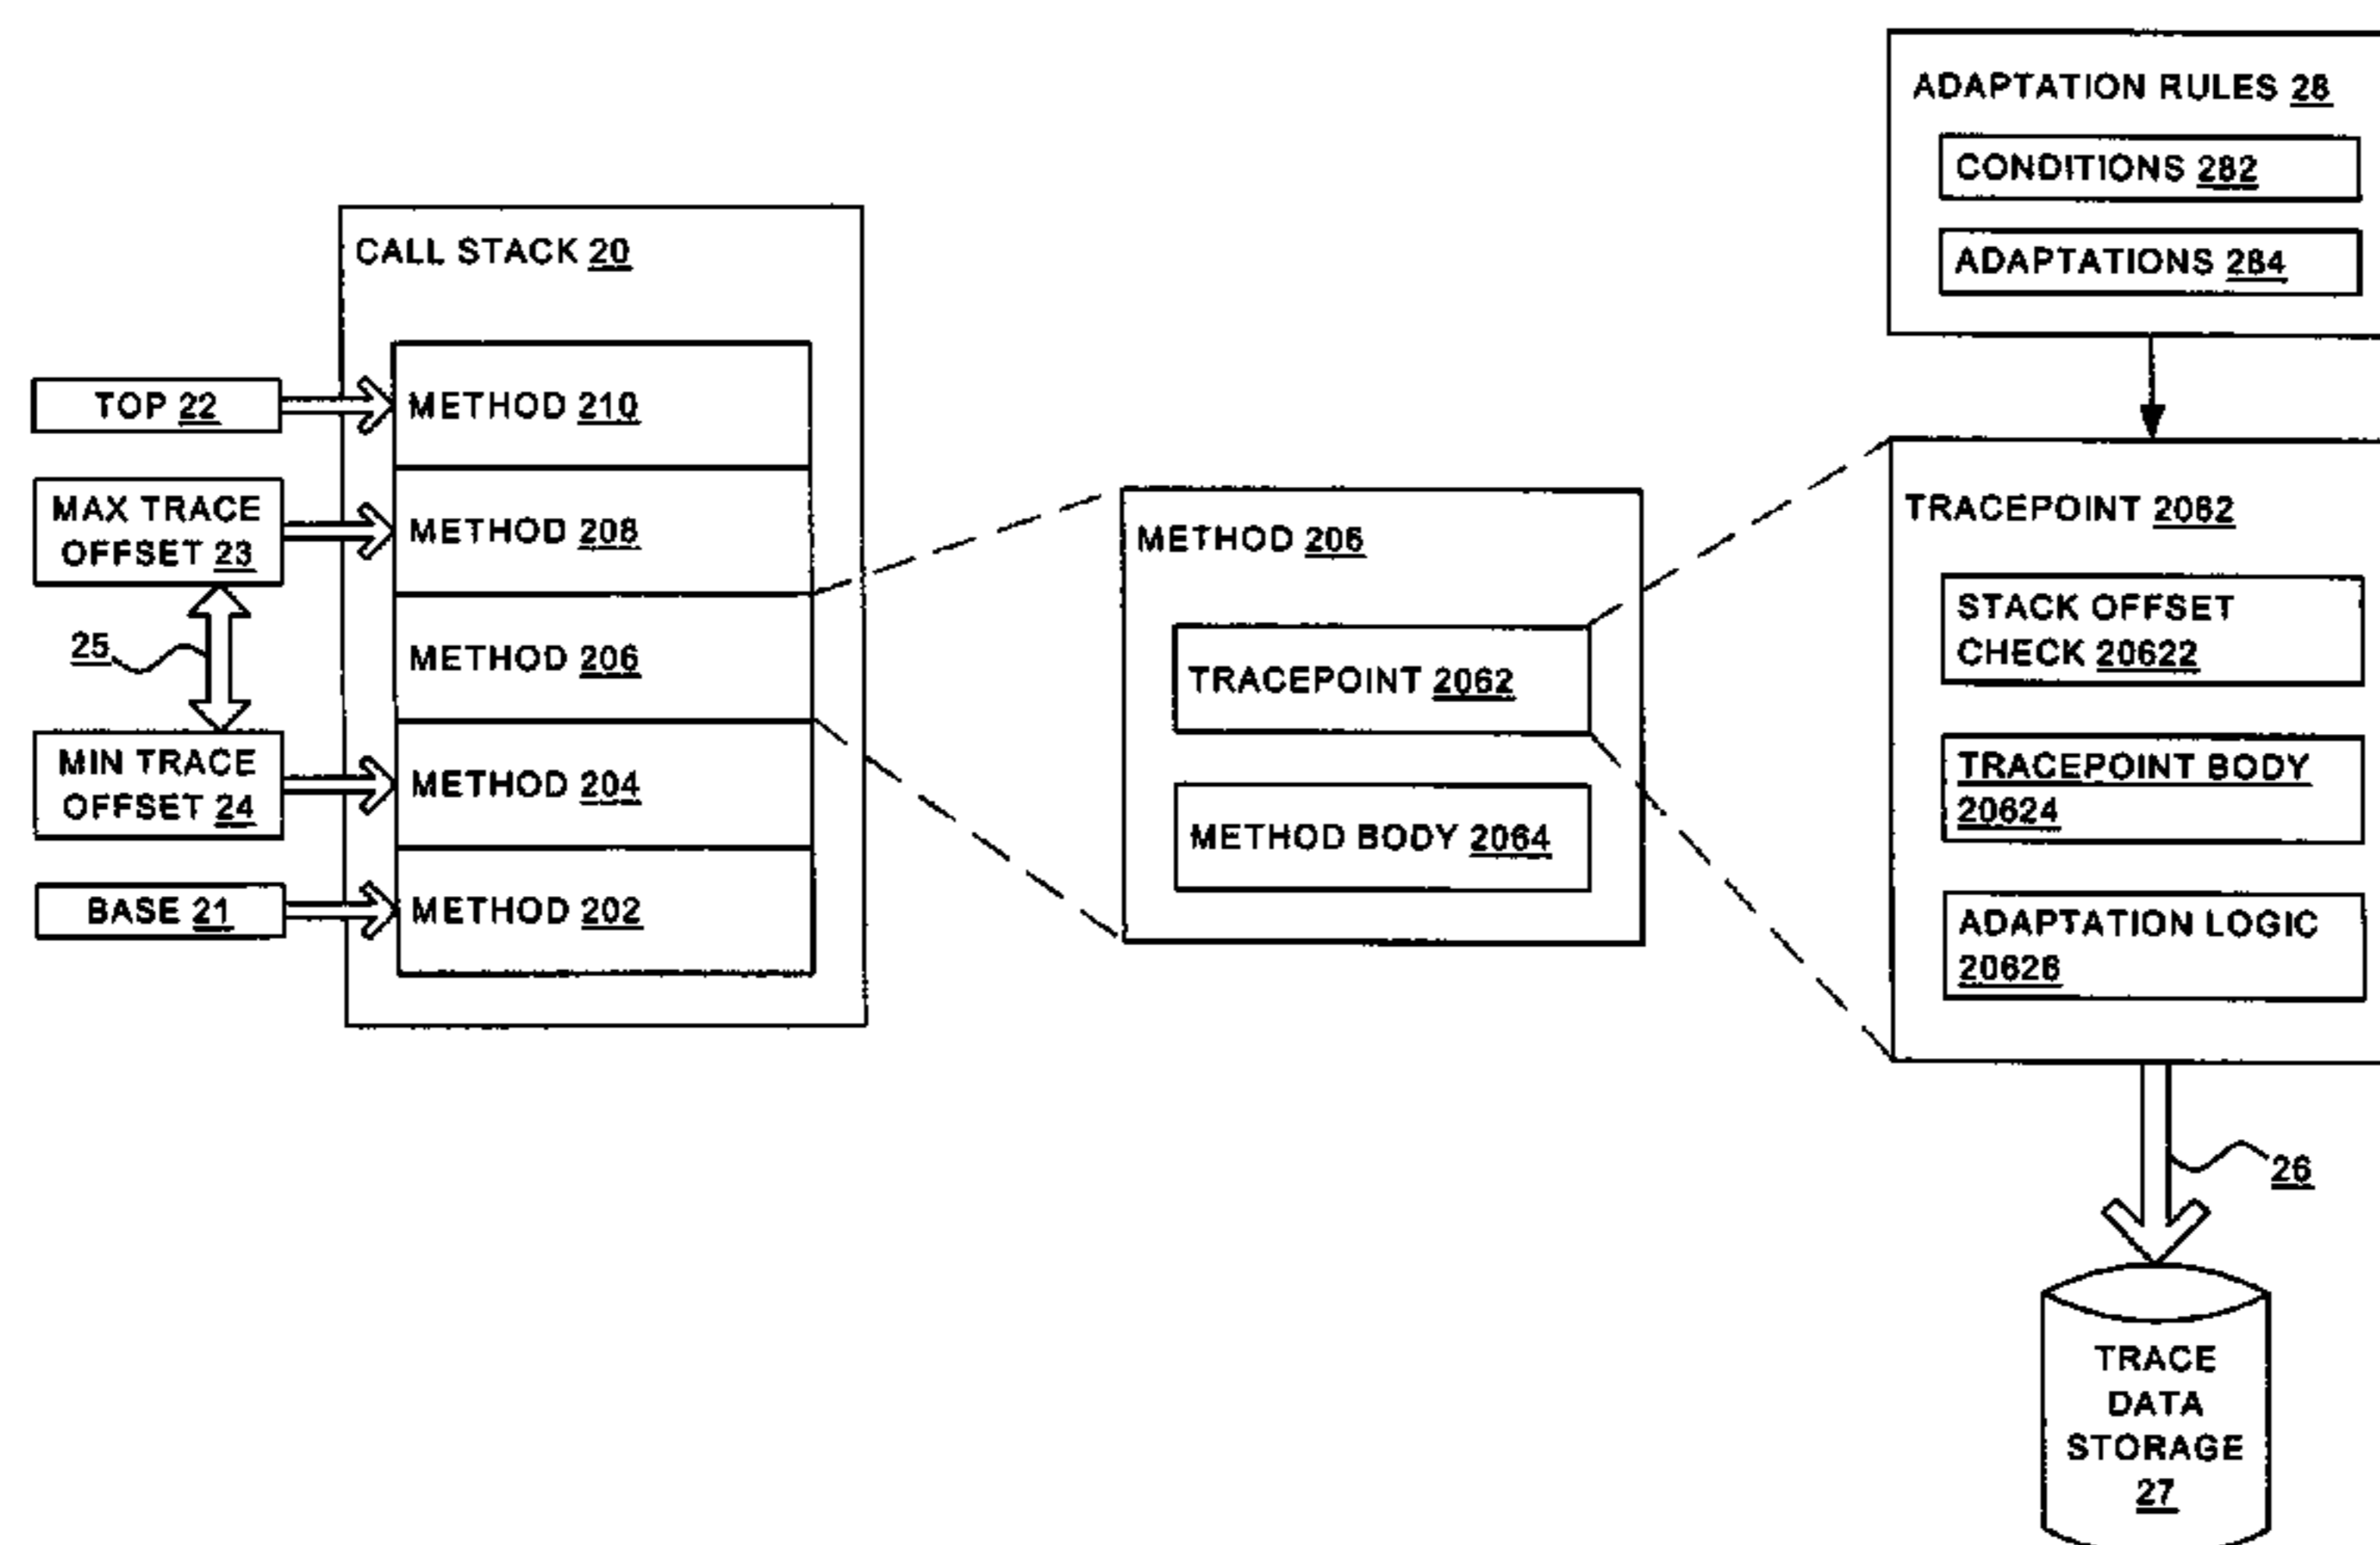 CALL STACK 20
TOP 22
METHOD 210
MAX TRACE
OFFSET 23
METHOD 208
25
METHOD 206
MIN TRACE
OFFSET 24
METHOD 204
BASE 21
METHOD 202
METHOD 206
TRACEPOINT 2062
METHOD BODY 2064
ADAPTATION RULES 28
CONDITIONS 282
ADAPTATIONS 284
TRACEPOINT 2062
STACK OFFSET
CHECK 20622
TRACEPOINT BODY
20624
ADAPTATION LOGIC
20626
26
TRACE
DATA
STORAGE
27